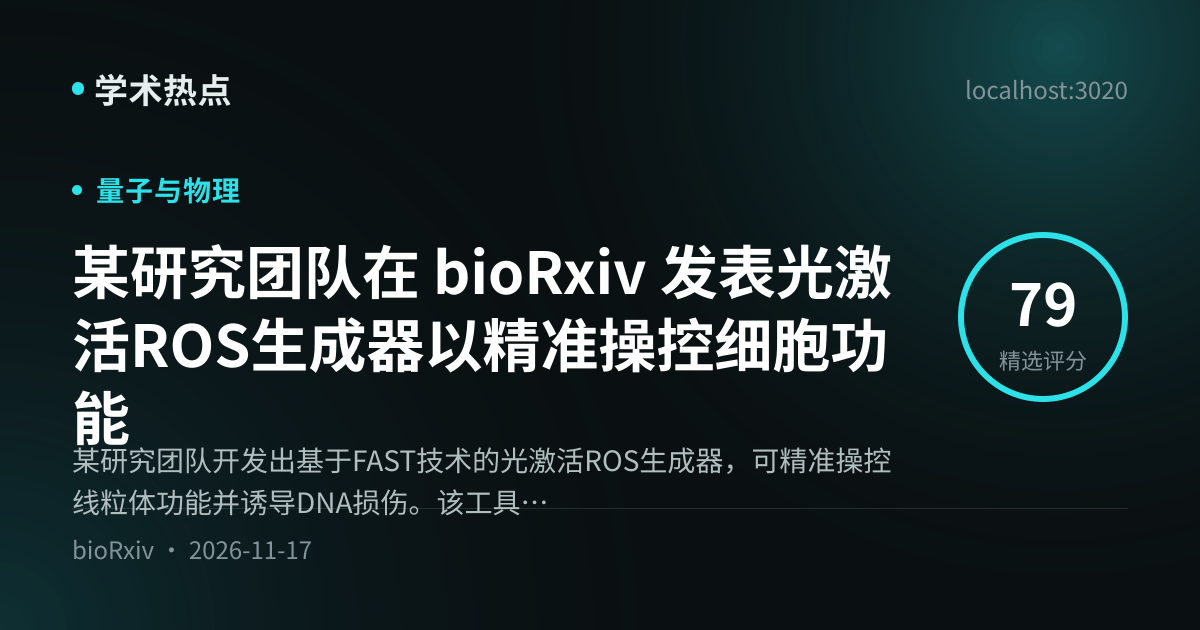 学术热点
localhost:3020
量子与物理
某研究团队在 bioRxiv 发表光激
活ROS生成器以精准操控细胞功
能
79
精选评分
某研究团队开发出基于FAST技术的光激活ROS生成器，可精准操控
线粒体功能并诱导DNA损伤。该工具…
bioRxiv · 2026-11-17